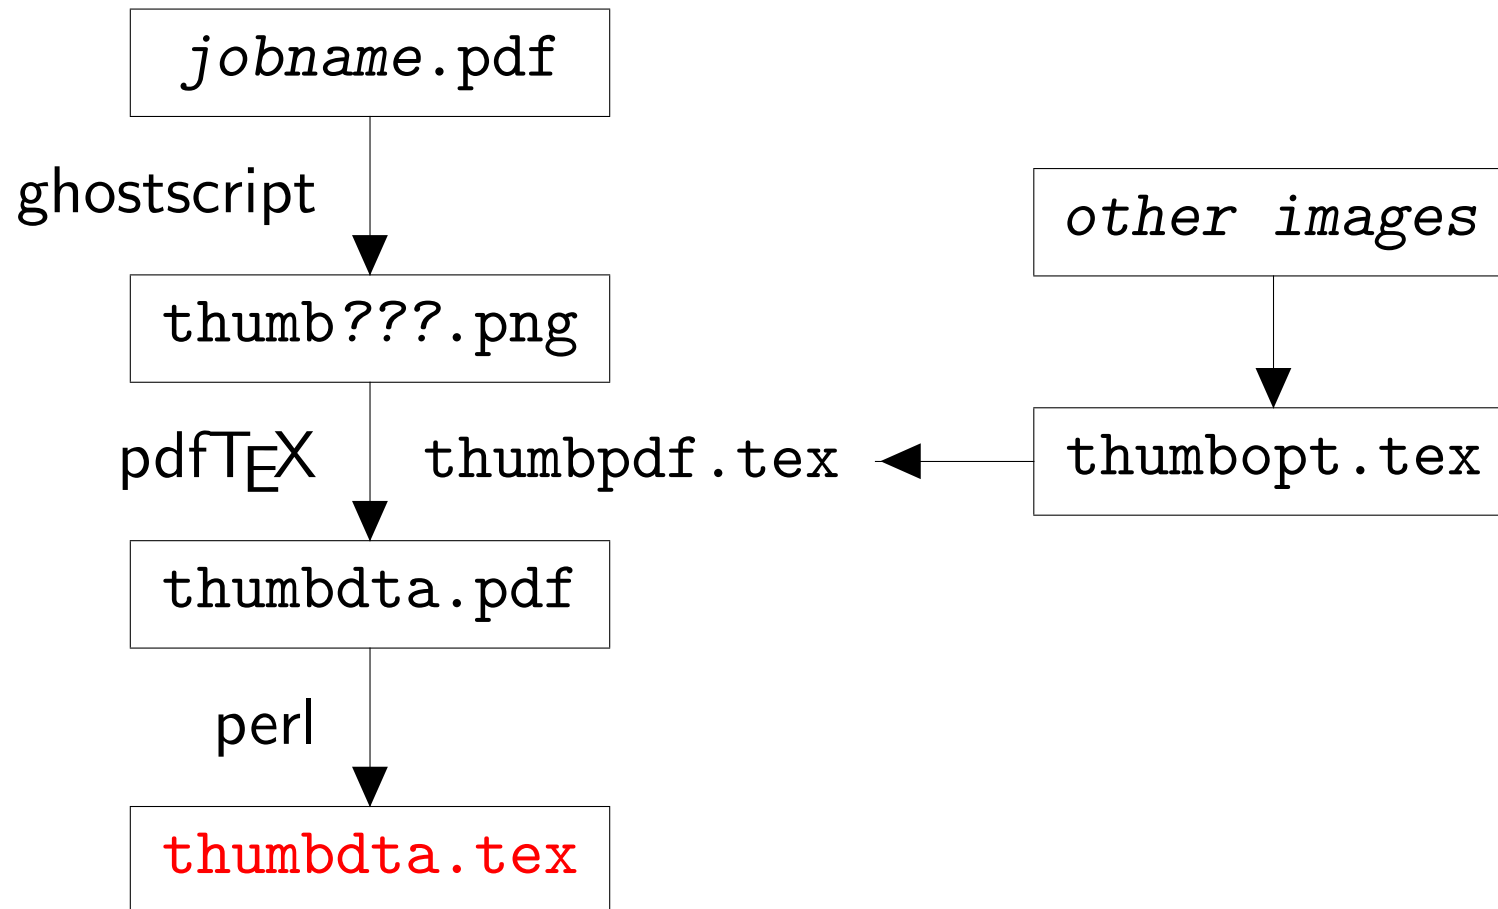 jobname.pdf
ghostscript
other images
thumb???.png
pdfTEX
thumbpdf.tex
thumbopt.tex
thumbdta.pdf
perl
thumbdta.tex